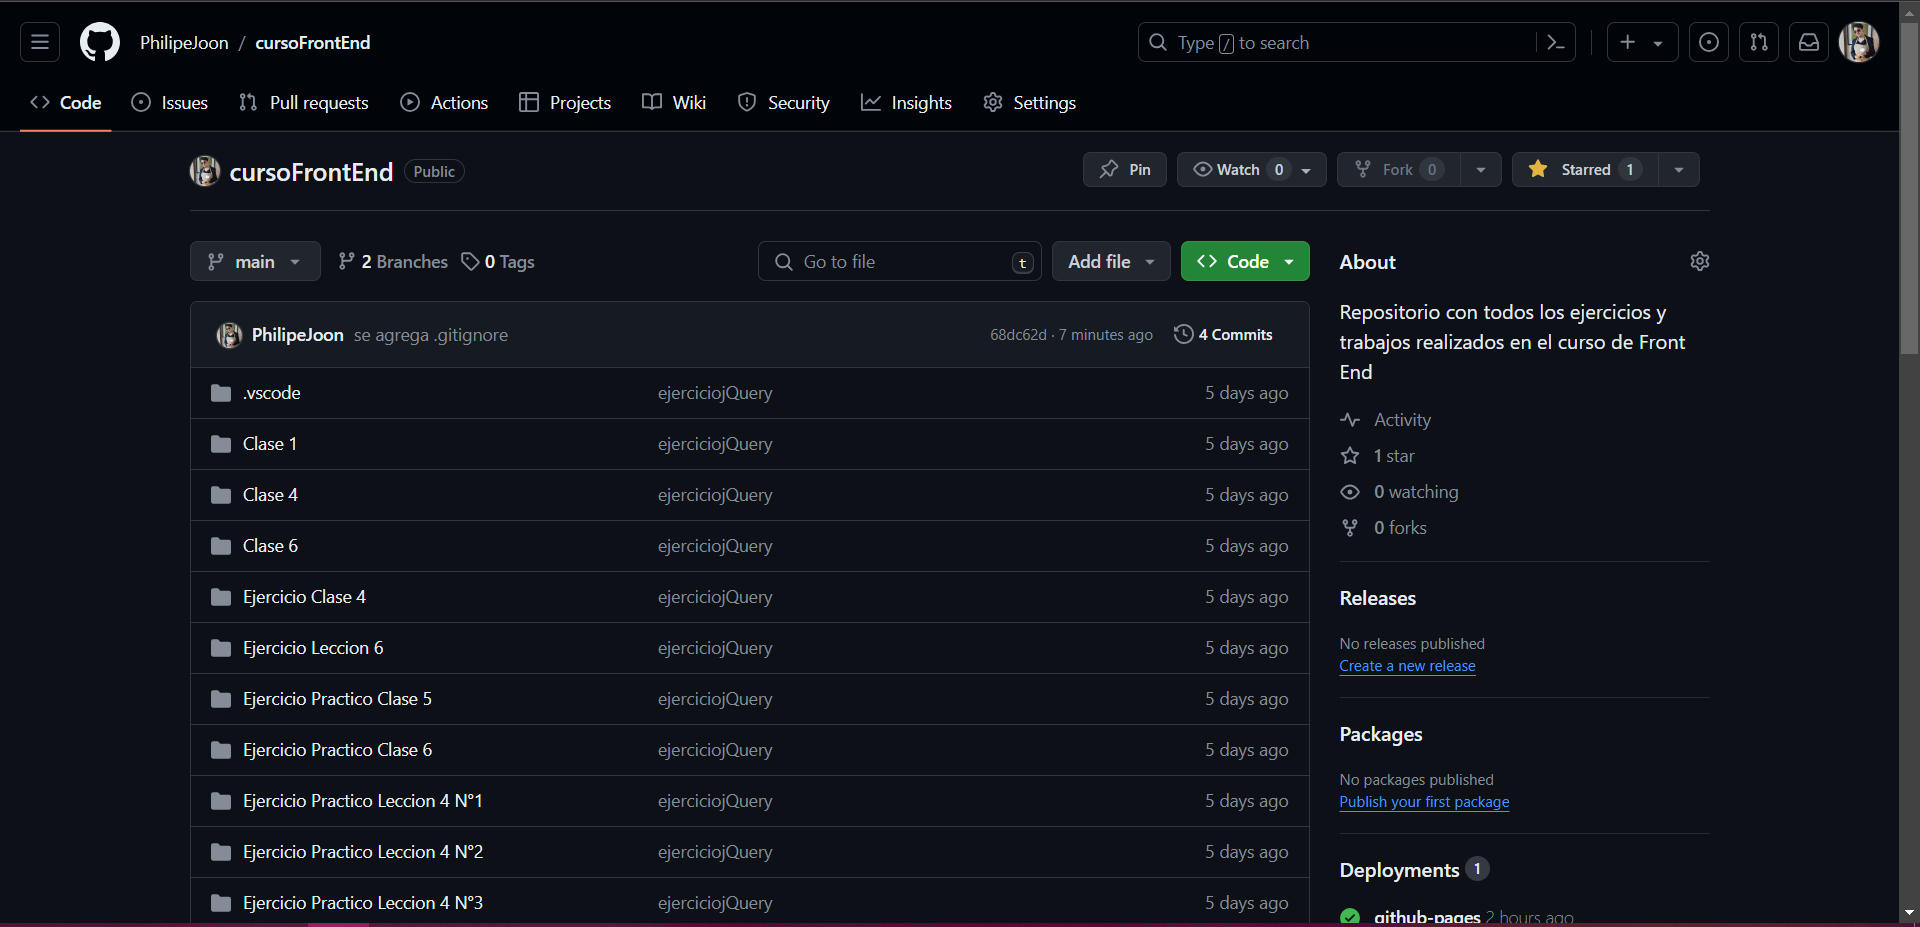 PhilipeJoon / cursoFrontEnd
Type / to search
Code Issues Pull requests Actions Projects Wiki Security Insights Settings
cursoFrontEnd Public
Pin Watch 0 Fork 0 Starred 1
main 2 Branches 0 Tags Go to file t Add file Code
PhilipeJoon se agrega .gitignore 68dc62d · 7 minutes ago 4 Commits
.vscode ejerciciojQuery 5 days ago
Clase 1 ejerciciojQuery 5 days ago
Clase 4 ejerciciojQuery 5 days ago
Clase 6 ejerciciojQuery 5 days ago
Ejercicio Clase 4 ejerciciojQuery 5 days ago
Ejercicio Leccion 6 ejerciciojQuery 5 days ago
Ejercicio Practico Clase 5 ejerciciojQuery 5 days ago
Ejercicio Practico Clase 6 ejerciciojQuery 5 days ago
Ejercicio Practico Leccion 4 N°1 ejerciciojQuery 5 days ago
Ejercicio Practico Leccion 4 N°2 ejerciciojQuery 5 days ago
Ejercicio Practico Leccion 4 N°3 ejerciciojQuery 5 days ago
About
Repositorio con todos los ejercicios y
trabajos realizados en el curso de Front
End
Activity
1 star
0 watching
0 forks
Releases
No releases published
Create a new release
Packages
No packages published
Publish your first package
Deployments 1
github-pages 2 hours ago